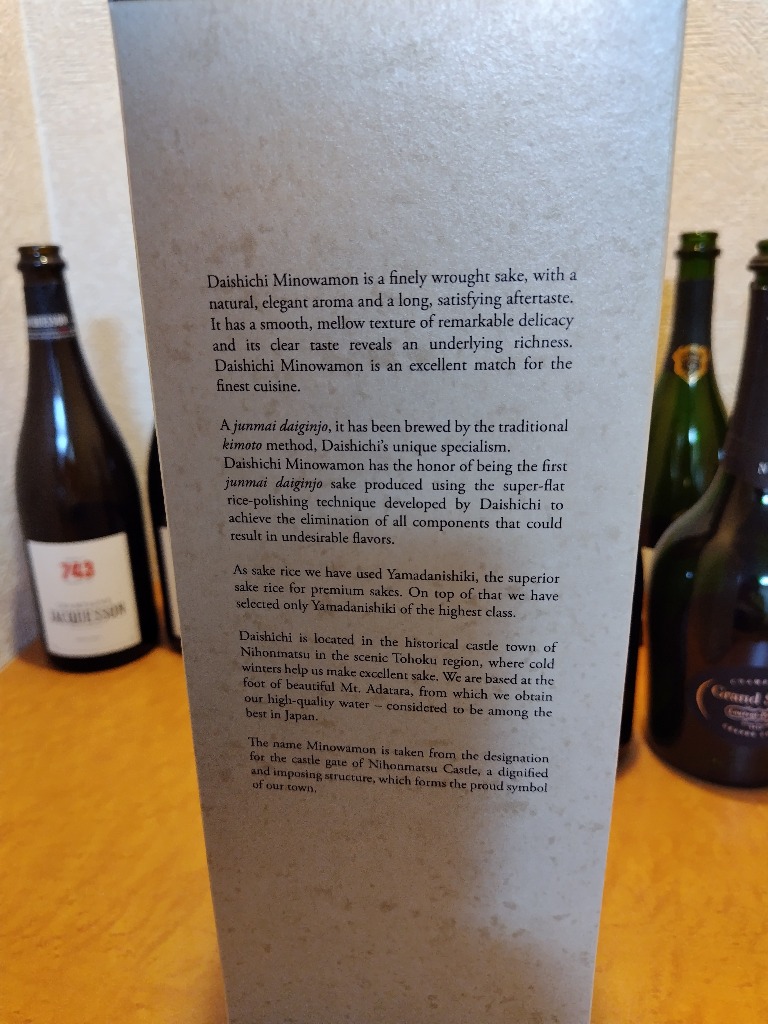 Daishichi Minowamon is a finely wrought sake, with a
natural, elegant aroma and a long, satisfying aftertaste.
It has a smooth, mellow texture of remarkable delicacy
and its clear taste reveals an underlying richness.
Daishichi Minowamon is an excellent match for the
finest cuisine.
A junmai daiginjo, it has been brewed by the traditional
kimoto method, Daishichi's unique specialism.
Daishichi Minowamon has the honor of being the first
junmai daiginjo sake produced using the super-flat
rice-polishing technique developed by Daishichi to
achieve the elimination of all components that could
result in undesirable flavors.
As sake rice we have used Yamadanishiki, the superior
sake rice for premium sakes. On top of that we have
selected only Yamadanishiki of the highest class.
Daishichi is located in the historical castle town of
Nihonmatsu in the scenic Tohoku region, where cold
winters help us make excellent sake. We are based at the
foot of beautiful Mt. Adatara, from which we obtain
our high-quality water – considered to be among the
best in Japan.
The name Minowamon is taken from the designation
for the castle gate of Nihonmatsu Castle, a dignified
and imposing structure, which forms the proud symbol
of our town.
743
JACQUESSON
Grand